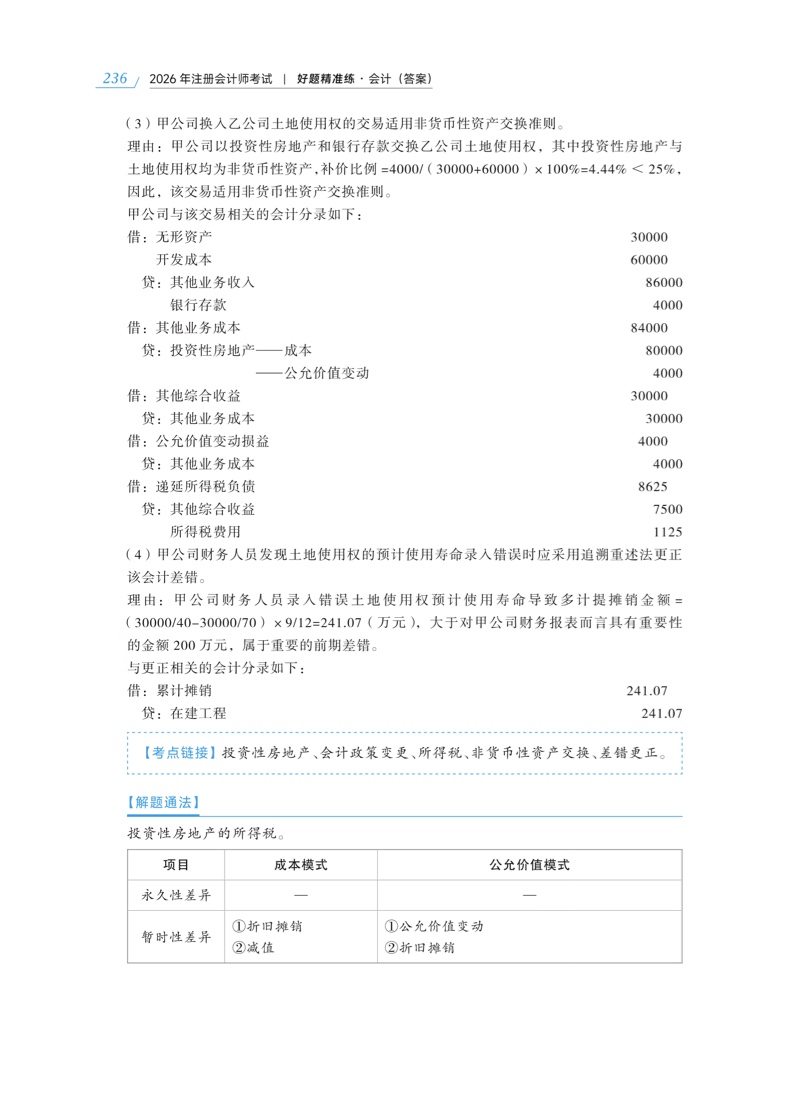 236 2026 年注册会计师考试 | 好题精准练·会计（答案）
（3）甲公司换入乙公司土地使用权的交易适用非货币性资产交换准则。
理由：甲公司以投资性房地产和银行存款交换乙公司土地使用权，其中投资性房地产与
土地使用权均为非货币性资产，补价比例 =4000/（30000+60000）× 100%=4.44% ＜ 25%，
因此，该交易适用非货币性资产交换准则。
甲公司与该交易相关的会计分录如下：
借：无形资产 30000
开发成本 60000
贷：其他业务收入 86000
银行存款 4000
借：其他业务成本 84000
贷：投资性房地产——成本 80000
——公允价值变动 4000
借：其他综合收益 30000
贷：其他业务成本 30000
借：公允价值变动损益 4000
贷：其他业务成本 4000
借：递延所得税负债 8625
贷：其他综合收益 7500
所得税费用 1125
（4）甲公司财务人员发现土地使用权的预计使用寿命录入错误时应采用追溯重述法更正
该会计差错。
理由：甲公司财务人员录入错误土地使用权预计使用寿命导致多计提摊销金额 =
（30000/40-30000/70）× 9/12=241.07（万元），大于对甲公司财务报表而言具有重要性
的金额 200 万元，属于重要的前期差错。
与更正相关的会计分录如下：
借：累计摊销 241.07
贷：在建工程 241.07
【考点链接】投资性房地产、会计政策变更、所得税、非货币性资产交换、差错更正。
【解题通法】
投资性房地产的所得税。
项目 成本模式 公允价值模式
永久性差异 — —
暂时性差异 ①折旧摊销 ①公允价值变动
②减值 ②折旧摊销